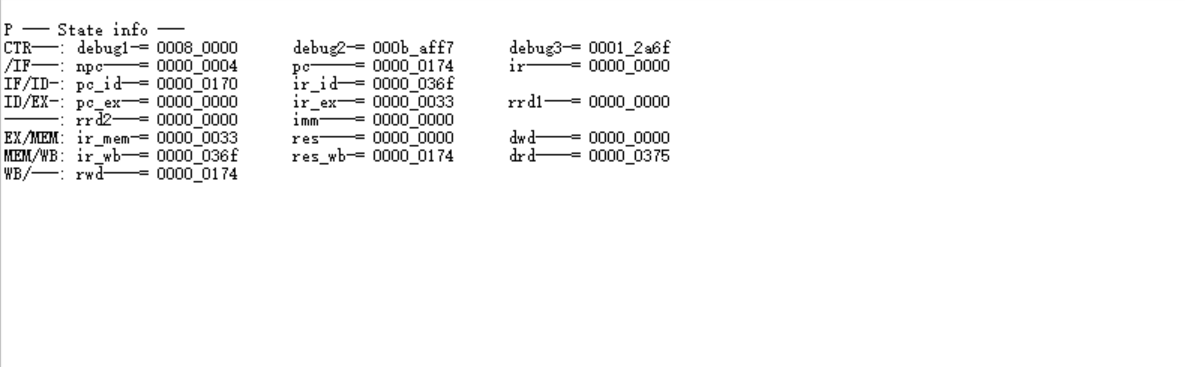 P —— State info ——
CTR——: debug1-= 0008_0000 debug2-= 000b_aff7 debug3-= 0001_2a6f
/IF——: npc——= 0000_0004 pc———= 0000_0174 ir———= 0000_0000
IF/ID-: pc_id—= 0000_0170 ir_id—= 0000_036f
ID/EX-: pc_ex—= 0000_0000 ir_ex—= 0000_0033 rrd1——= 0000_0000
————: rrd2——= 0000_0000 imm——= 0000_0000
EX/MEM: ir_mem-= 0000_0033 res——= 0000_0000 dwd——= 0000_0000
MEM/WB: ir_wb—= 0000_036f res_wb-= 0000_0174 drd——= 0000_0375
WB/——: rwd——= 0000_0174